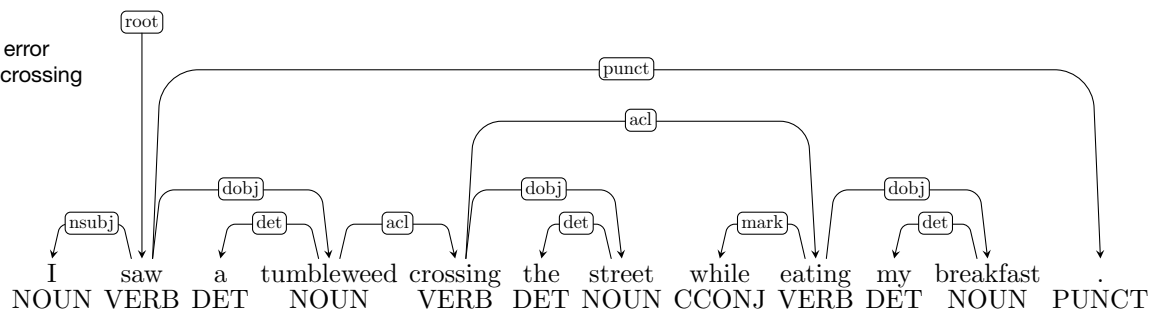 root
error
crossing
punct
acl
dobj dobj dobj
nsubj det acl det mark det
I saw a tumbleweed crossing the street while eating my breakfast .
NOUN VERB DET NOUN VERB DET NOUN CCONJ VERB DET NOUN PUNCT